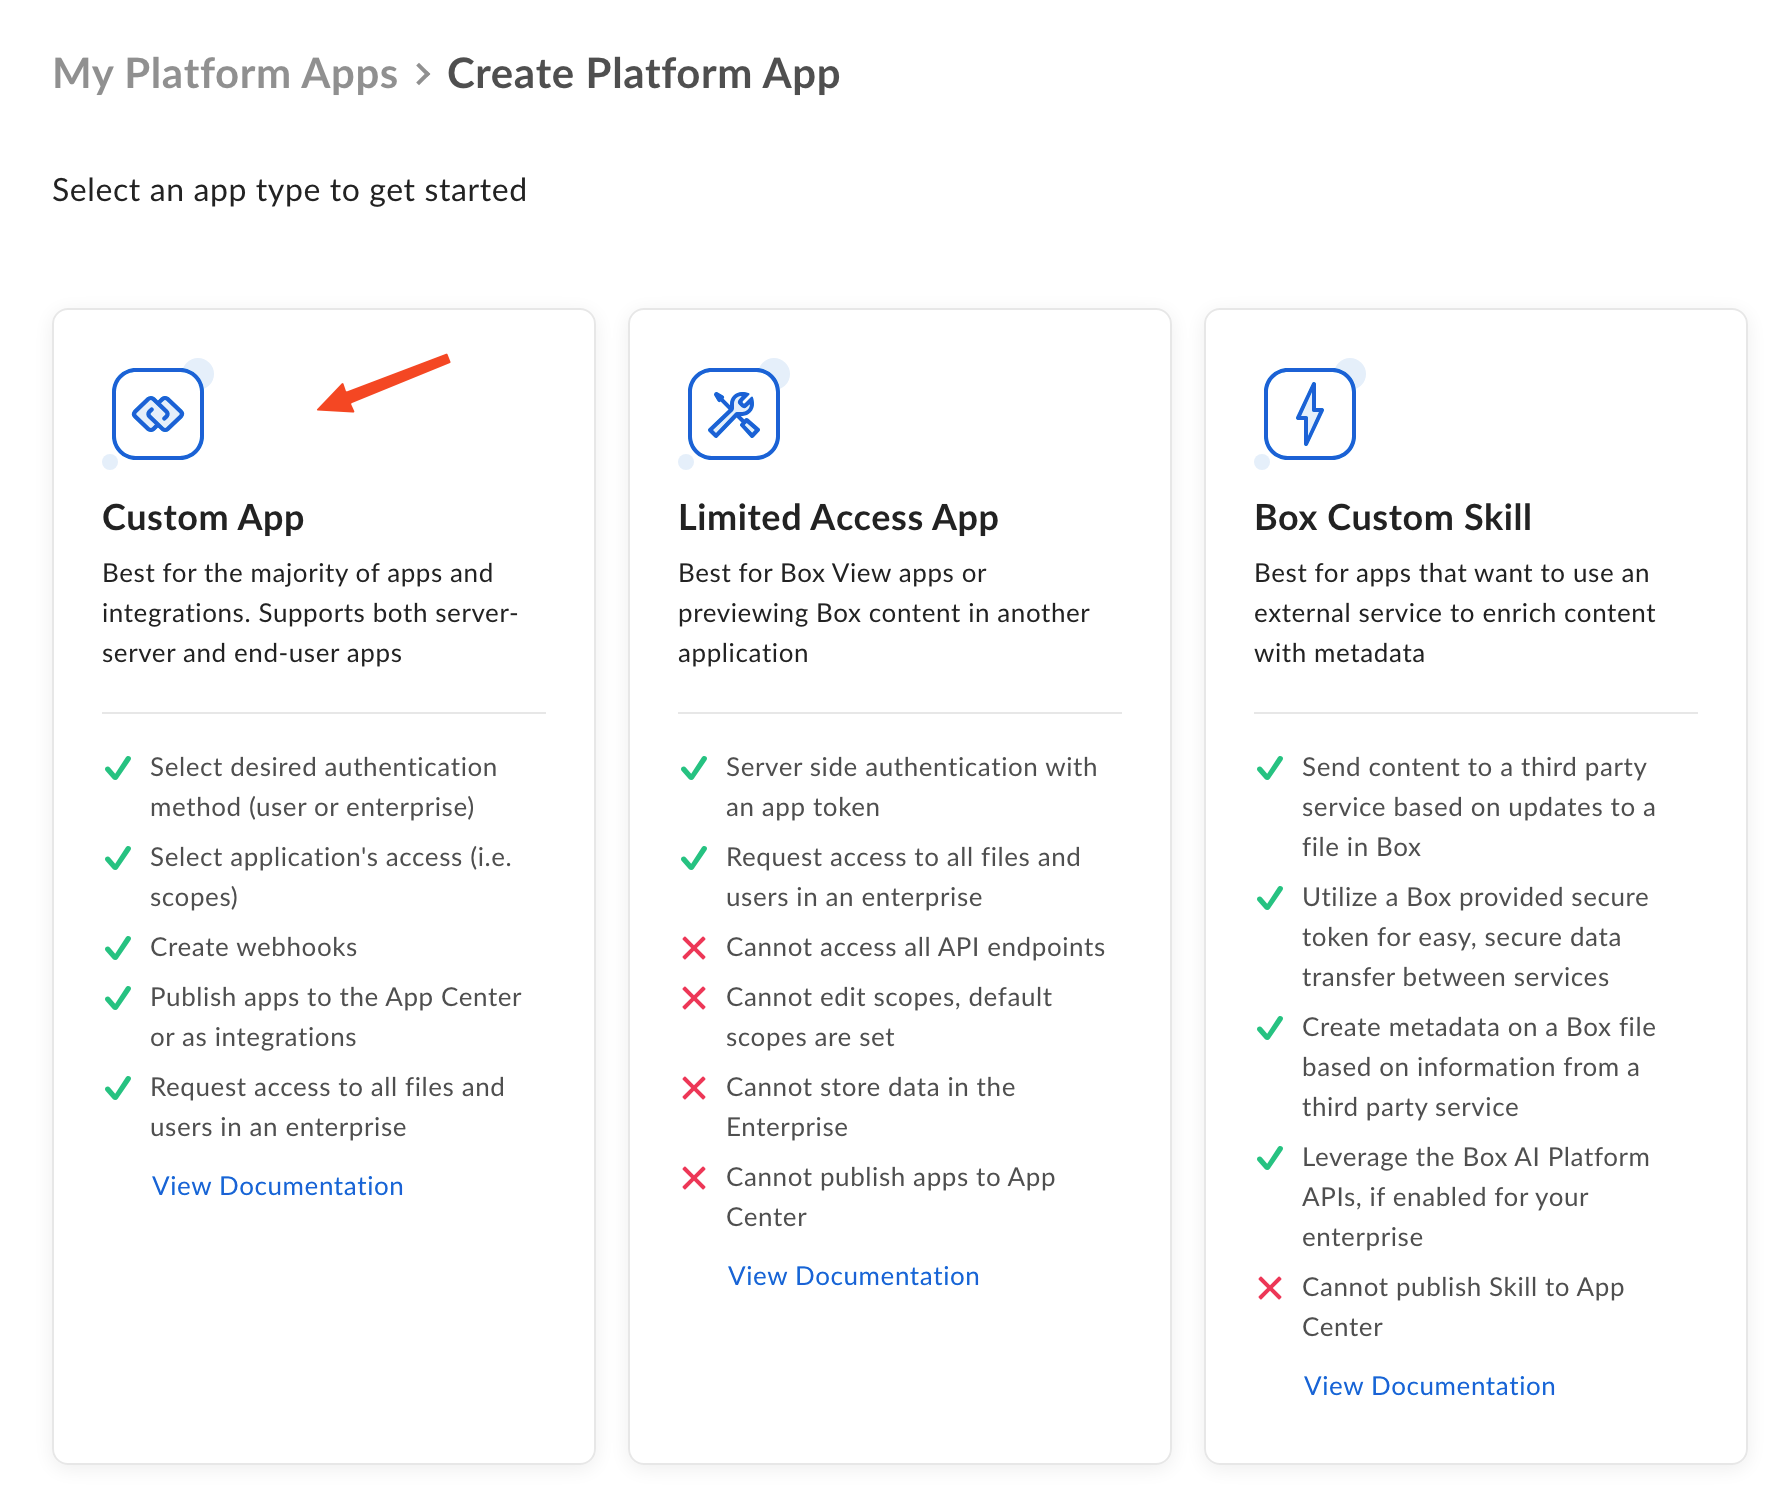 My Platform Apps > Create Platform App
Select an app type to get started
Custom App
Best for the majority of apps and
integrations. Supports both server-
server and end-user apps
Select desired authentication
method (user or enterprise)
Select application's access (i.e.
scopes)
Create webhooks
Publish apps to the App Center
or as integrations
Request access to all files and
users in an enterprise
View Documentation
Limited Access App
Best for Box View apps or
previewing Box content in another
application
Server side authentication with
an app token
Request access to all files and
users in an enterprise
Cannot access all API endpoints
Cannot edit scopes, default
scopes are set
Cannot store data in the
Enterprise
Cannot publish apps to App
Center
View Documentation
Box Custom Skill
Best for apps that want to use an
external service to enrich content
with metadata
Send content to a third party
service based on updates to a
file in Box
Utilize a Box provided secure
token for easy, secure data
transfer between services
Create metadata on a Box file
based on information from a
third party service
Leverage the Box AI Platform
APIs, if enabled for your
enterprise
Cannot publish Skill to App
Center
View Documentation